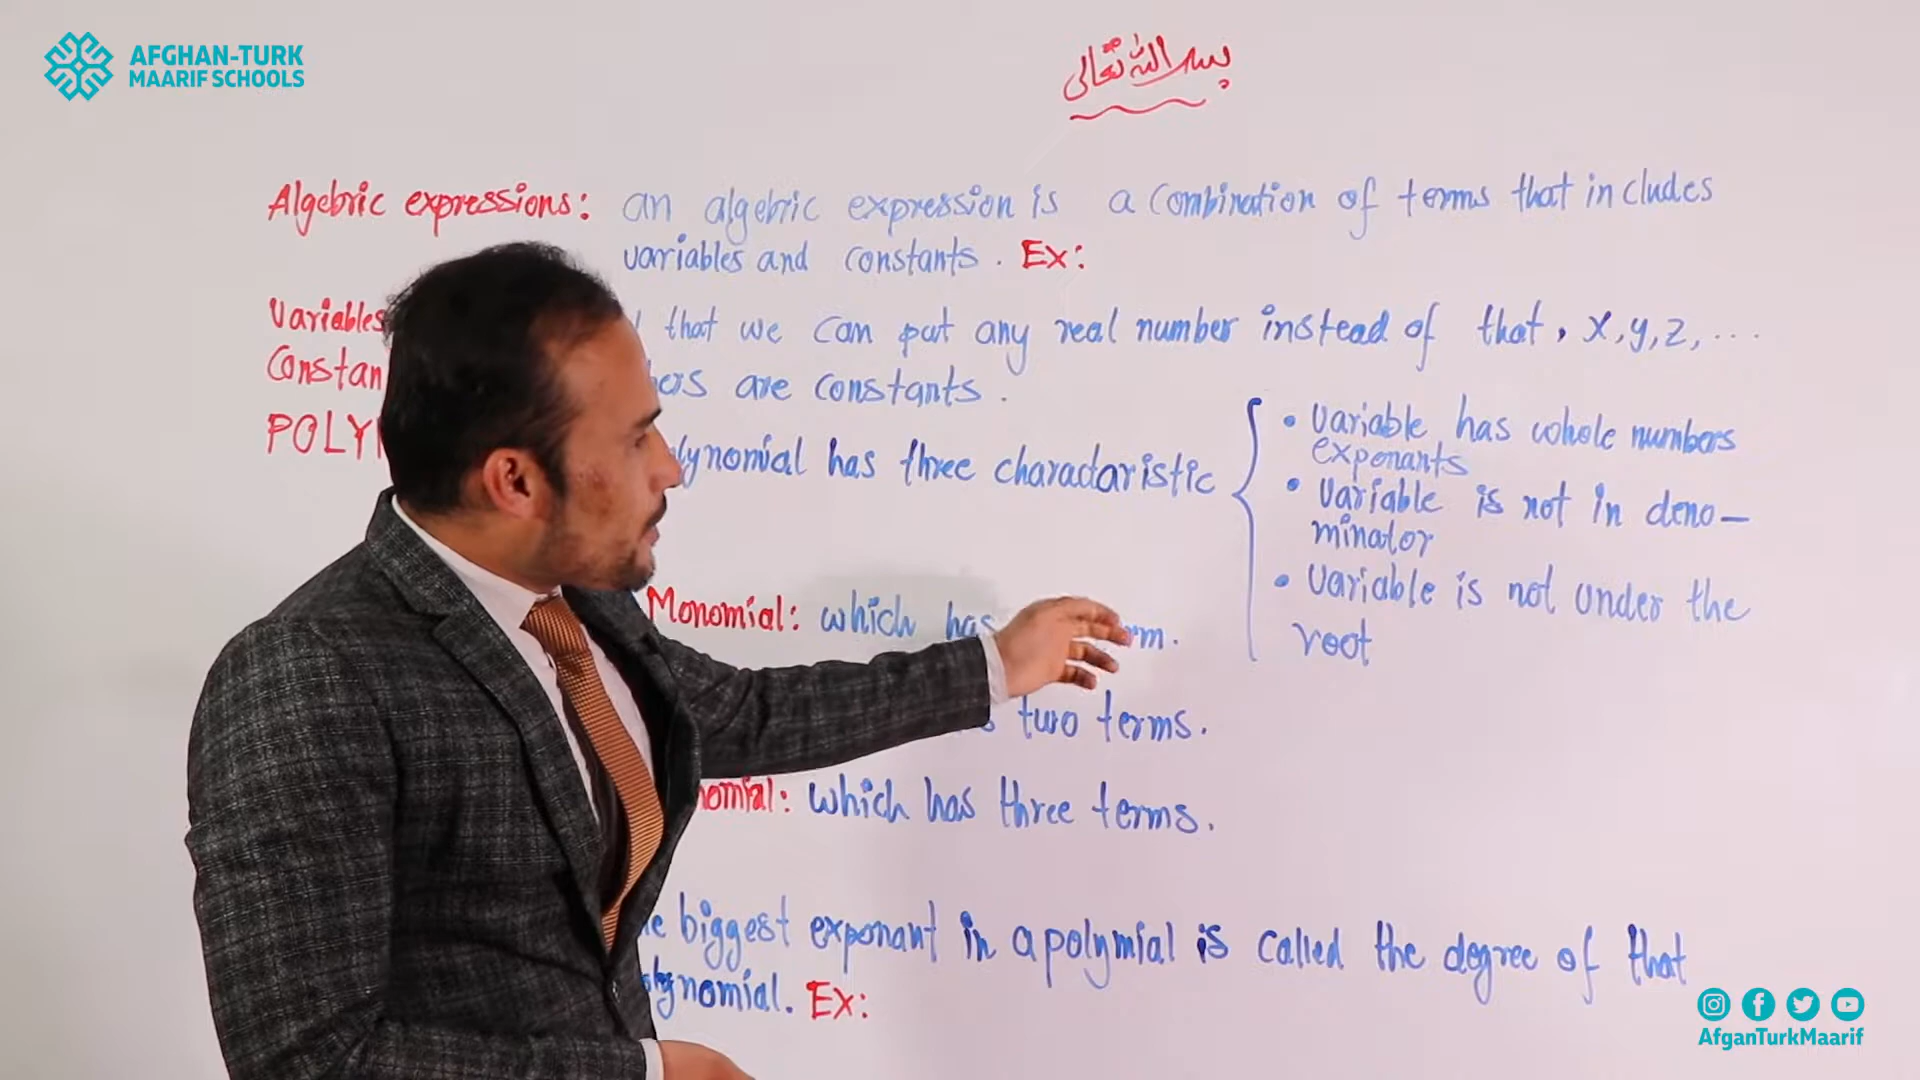 AFGHAN-TURK
MAARIF SCHOOLS
بسم الله تعالی
Algebric expressions: an algebric expression is a combination of terms that includes
variables and constants. Ex:
Variables that we can put any real number instead of that, x, y, z, ...
Constan are constants.
POLY lynomial has three charactaristic
• variable has whole numbers
exponants
• variable is not in deno-
minator
• variable is not under the
root
Monomial: which has
two terms.
nomial: which has three terms.
biggest exponant in a polymial is called the degree of that
olynomial. Ex:
AfganTurkMaarif